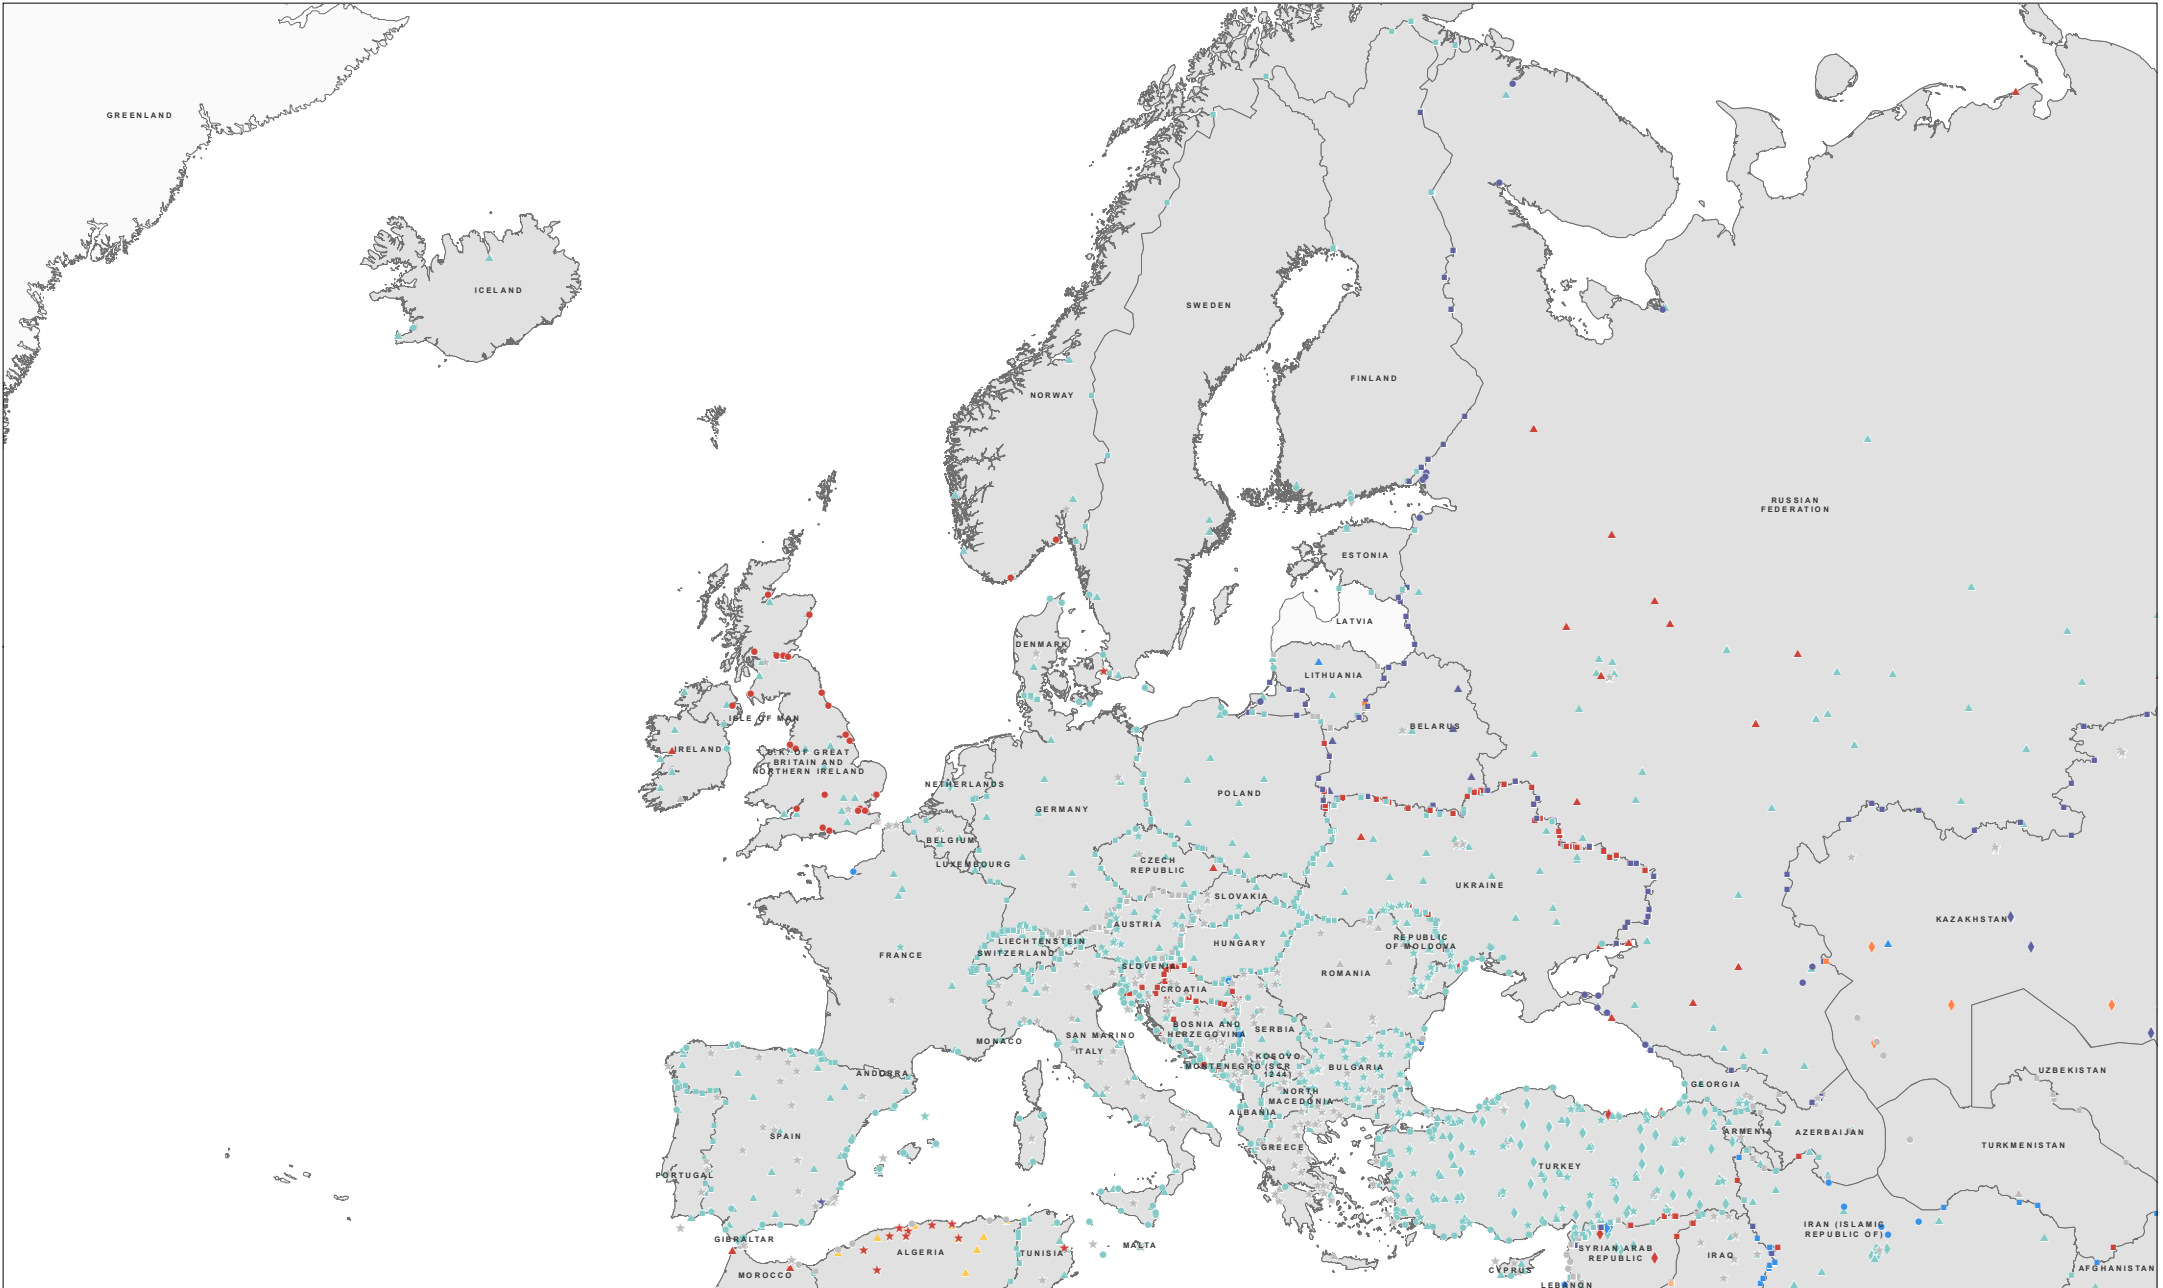 GREENLAND
ICELAND
SWEDEN
FINLAND
NORWAY
RUSSIAN
FEDERATION
ESTONIA
LATVIA
DENMARK
LITHUANIA
ISLE OF MAN
BELARUS
IRELAND
U.K. OF GREAT
BRITAIN AND
NORTHERN IRELAND
NETHERLANDS
POLAND
GERMANY
BELGIUM
CZECH
REPUBLIC
LUXEMBOURG
UKRAINE
SLOVAKIA
KAZAKHSTAN
AUSTRIA
LIECHTENSTEIN
HUNGARY
REPUBLIC
OF MOLDOVA
FRANCE
SWITZERLAND
SLOVENIA
ROMANIA
CROATIA
BOSNIA AND
HERZEGOVINA
SERBIA
SAN MARINO
MONACO
ITALY
KOSOVO
(SCR
1244)
MONTENEGRO
BULGARIA
ANDORRA
UZBEKISTAN
GEORGIA
NORTH
MACEDONIA
ALBANIA
SPAIN
ARMENIA
AZERBAIJAN
GREECE
TURKMENISTAN
TURKEY
PORTUGAL
IRAN (ISLAMIC
REPUBLIC OF)
GIBRALTAR
MALTA
ALGERIA
TUNISIA
SYRIAN ARAB
REPUBLIC
IRAQ
CYPRUS
MOROCCO
AFGHANISTAN
LEBANON